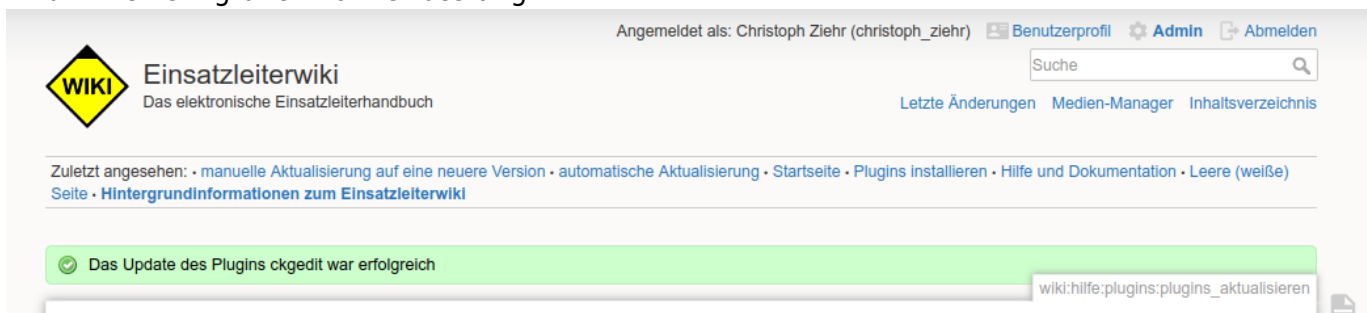 Angemeldet als: Christoph Ziehr (christoph_ziehr) Benutzerprofil Admin Abmelden
WIKI
Einsatzleiterwiki
Das elektronische Einsatzleiterhandbuch
Suche
Letzte Änderungen Medien-Manager Inhaltsverzeichnis
Zuletzt angesehen: • manuelle Aktualisierung auf eine neuere Version • automatische Aktualisierung • Startseite • Plugins installieren • Hilfe und Dokumentation • Leere (weiße)
Seite • Hintergrundinformationen zum Einsatzleiterwiki
Das Update des Plugins ckgedit war erfolgreich
wiki:hilfe:plugins:plugins_aktualisieren